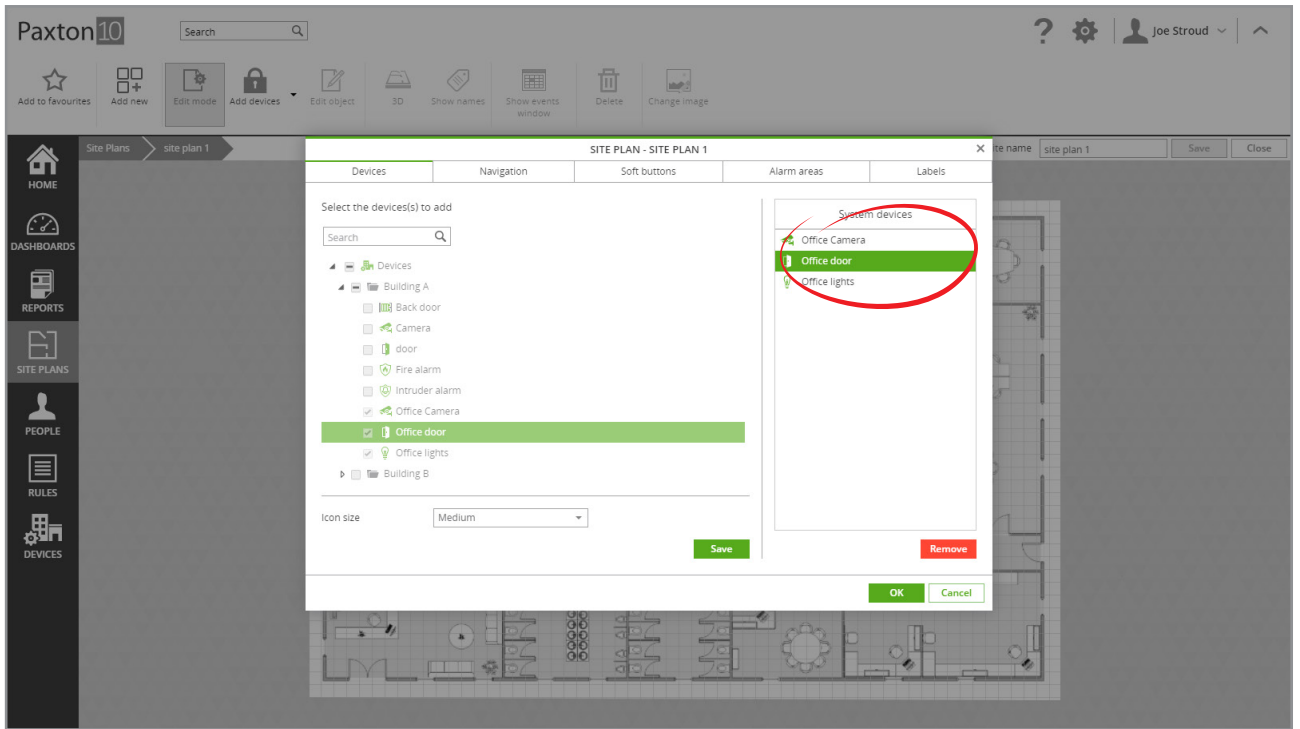 Paxton 10
Search
Joe Stroud
Add to favourites
Add new
Edit mode
Add devices
Edit object
3D
Show names
Show events
window
Delete
Change image
Site Plans
site plan 1
SITE PLAN - SITE PLAN 1
te name
site plan 1
Save
Close
HOME
DASHBOARDS
REPORTS
SITE PLANS
PEOPLE
RULES
DEVICES
Devices
Navigation
Soft buttons
Alarm areas
Labels
Select the devices(s) to add
Search
Devices
Building A
Back door
Camera
door
Fire alarm
Intruder alarm
Office Camera
Office door
Office lights
Building B
Icon size
Medium
Save
System devices
Office Camera
Office door
Office lights
Remove
OK
Cancel